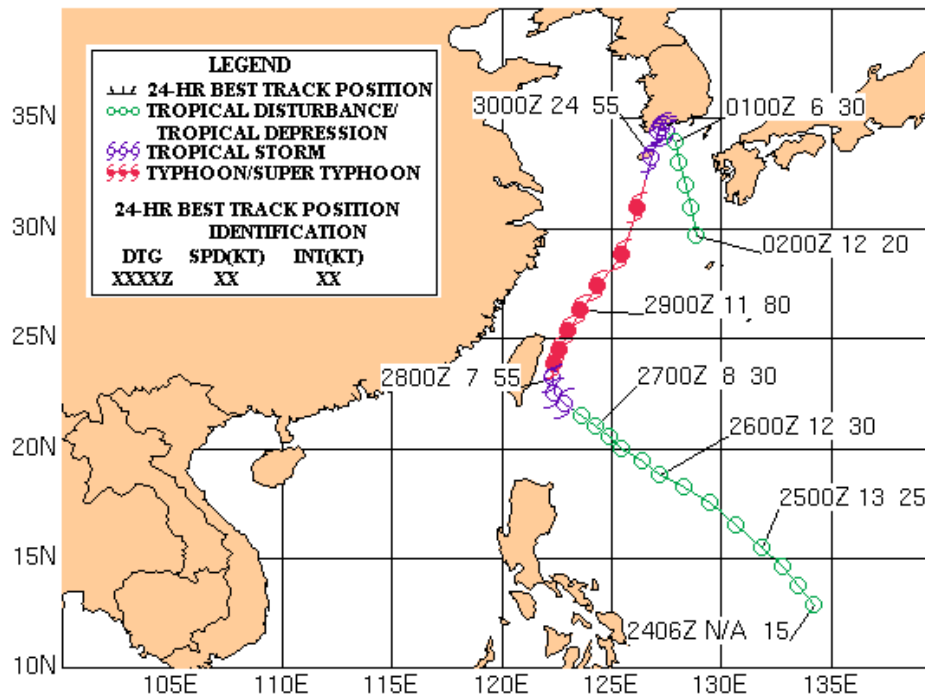 LEGEND
24-HR BEST TRACK POSITION
TROPICAL DISTURBANCE/
TROPICAL DEPRESSION
TROPICAL STORM
TYPHOON/SUPER TYPHOON
24-HR BEST TRACK POSITION
IDENTIFICATION
DTG SPD(KT) INT(KT)
XXXXZ XX XX
3000Z 24 55
0100Z 6 30
0200Z 12 20
2900Z 11 80
2800Z 7 55
2700Z 8 30
2600Z 12 30
2500Z 13 25
2406Z N/A 15
35N
30N
25N
20N
15N
10N
105E 110E 115E 120E 125E 130E 135E